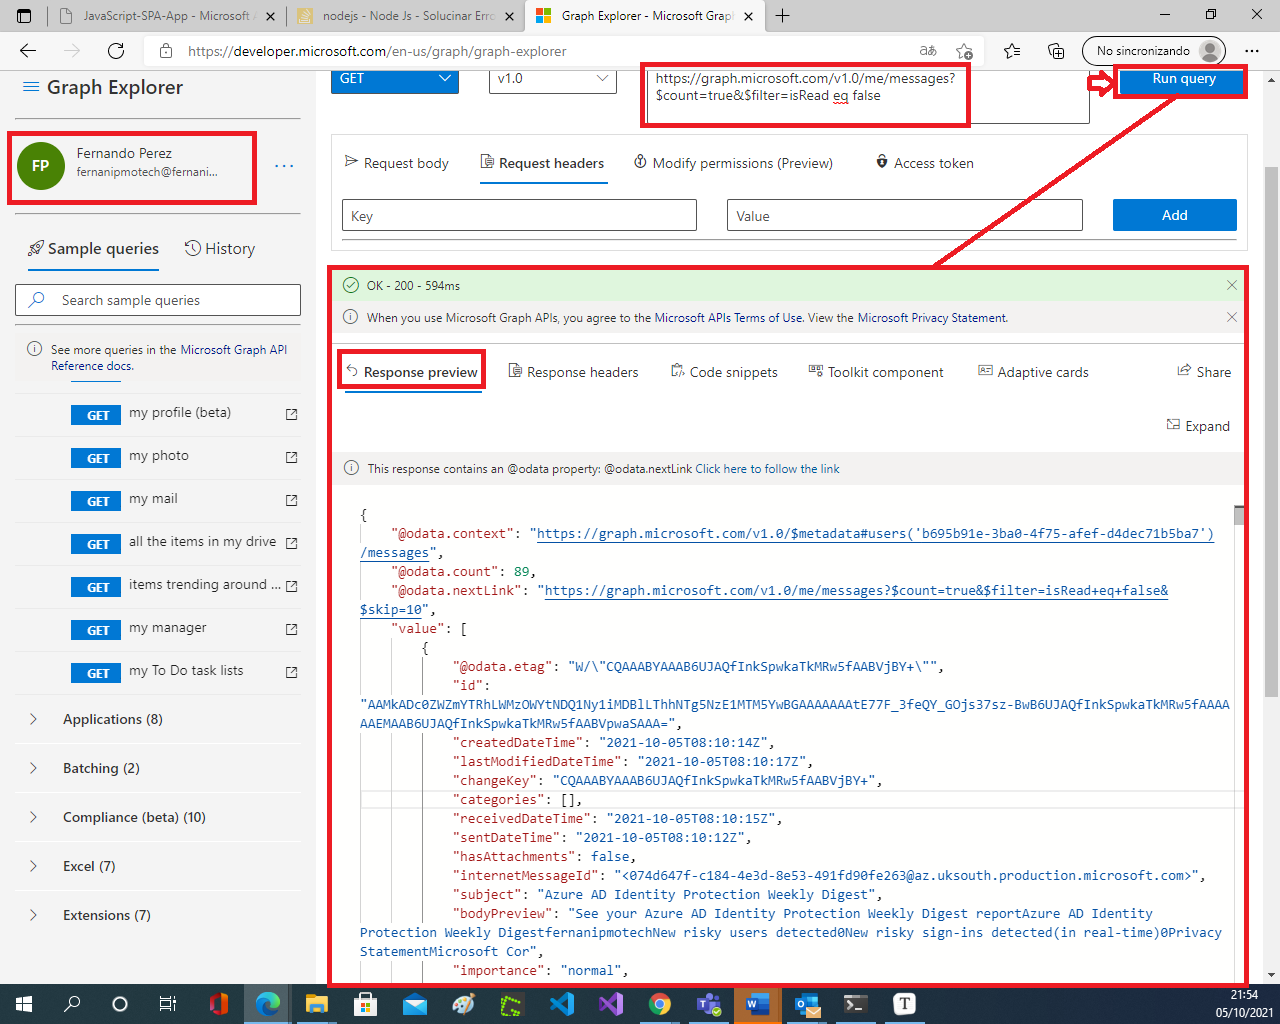 JavaScript-SPA-App - Microsoft A
nodejs - Node Js - Solucinar Erro
Graph Explorer - Microsoft Grap
https://developer.microsoft.com/en-us/graph/graph-explorer
aあ
No sincronizando
Graph Explorer
GET
v1.0
https://graph.microsoft.com/v1.0/me/messages?
$count=true&$filter=isRead eq false
Run query
FP
Fernando Perez
fernanipmotech@fernani...
Request body
Request headers
Modify permissions (Preview)
Access token
Key
Value
Add
Sample queries
History
Search sample queries
See more queries in the Microsoft Graph API
Reference docs.
GET my profile (beta)
GET my photo
GET my mail
GET all the items in my drive
GET items trending around ...
GET my manager
GET my To Do task lists
Applications (8)
Batching (2)
Compliance (beta) (10)
Excel (7)
Extensions (7)
OK - 200 - 594ms
When you use Microsoft Graph APIs, you agree to the Microsoft APIs Terms of Use. View the Microsoft Privacy Statement.
Response preview
Response headers
Code snippets
Toolkit component
Adaptive cards
Share
Expand
This response contains an @odata property: @odata.nextLink Click here to follow the link
{
"@odata.context": "https://graph.microsoft.com/v1.0/$metadata#users('b695b91e-3ba0-4f75-afef-d4dec71b5ba7')
/messages",
"@odata.count": 89,
"@odata.nextLink": "https://graph.microsoft.com/v1.0/me/messages?$count=true&$filter=isRead+eq+false&
$skip=10",
"value": [
{
"@odata.etag": "W/\"CQAAABYAAAB6UJAQfInkSpwkaTkMRw5fAABVjBY+\"",
"id":
"AAMkADc0ZWZmYTRhLWMzOWYtNDQ1Ny1iMDBlLThhNTg5NzE1MTM5YwBGAAAAAAAtE77F_3feQY_GOjs37sz-BwB6UJAQfInkSpwkaTkMRw5fAAAA
AAEMAAB6UJAQfInkSpwkaTkMRw5fAABVpwaSAAA=",
"createdDateTime": "2021-10-05T08:10:14Z",
"lastModifiedDateTime": "2021-10-05T08:10:17Z",
"changeKey": "CQAAABYAAAB6UJAQfInkSpwkaTkMRw5fAABVjBY+",
"categories": [],
"receivedDateTime": "2021-10-05T08:10:15Z",
"sentDateTime": "2021-10-05T08:10:12Z",
"hasAttachments": false,
"internetMessageId": "<074d647f-c184-4e3d-8e53-491fd90fe263@az.uksouth.production.microsoft.com>",
"subject": "Azure AD Identity Protection Weekly Digest",
"bodyPreview": "See your Azure AD Identity Protection Weekly Digest reportAzure AD Identity
Protection Weekly DigestfernanipmotechNew risky users detected0New risky sign-ins detected(in real-time)0Privacy
StatementMicrosoft Cor",
"importance": "normal",
21:54
05/10/2021